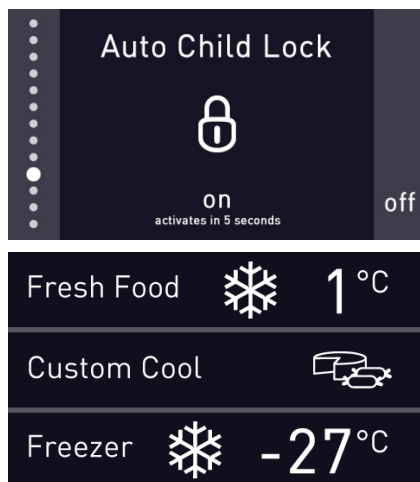 Auto Child Lock
on
off
activates in 5 seconds
Fresh Food 1°C
Custom Cool
Freezer -27°C